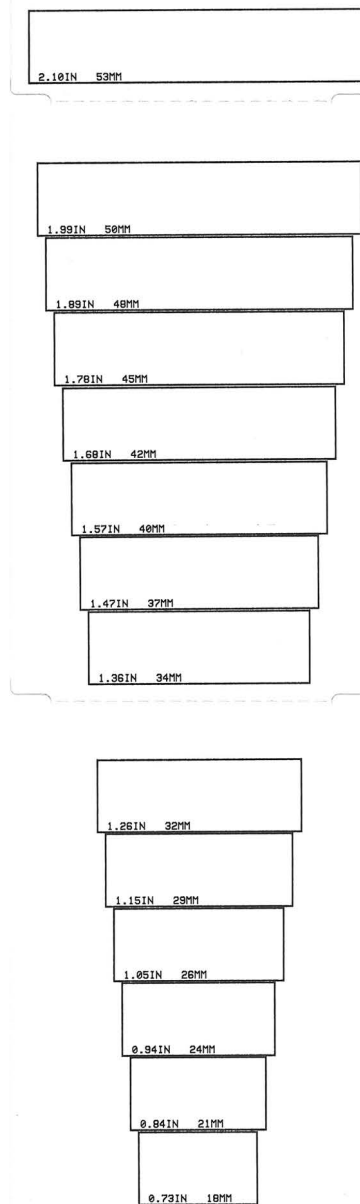 2.10IN 53MM
1.99IN 50MM
1.89IN 48MM
1.78IN 45MM
1.68IN 42MM
1.57IN 40MM
1.47IN 37MM
1.36IN 34MM
1.26IN 32MM
1.15IN 29MM
1.05IN 26MM
0.94IN 24MM
0.84IN 21MM
0.73IN 18MM